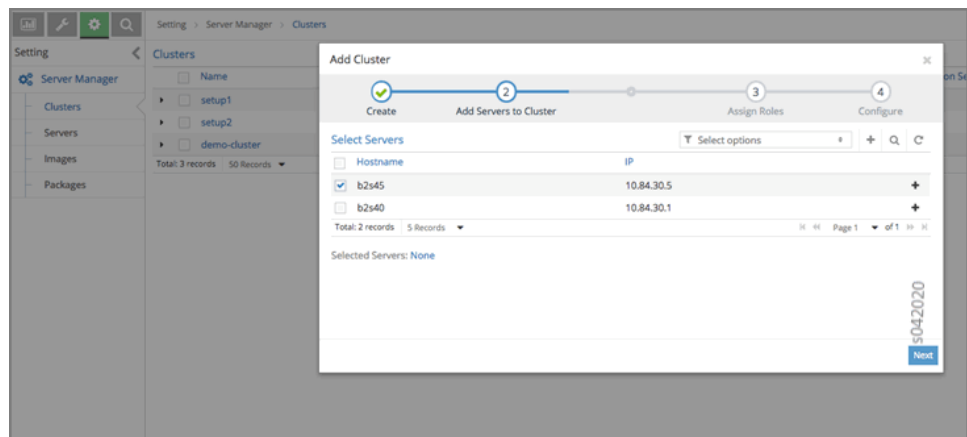 Setting > Server Manager > Clusters
Setting
Clusters
Server Manager
Name
on Se
Clusters
setup1
Servers
setup2
Images
demo-cluster
Packages
Total: 3 records 50 Records
Add Cluster
2
3
4
Create
Add Servers to Cluster
Assign Roles
Configure
Select Servers
Select options
Hostname
IP
b2s45
10.84.30.5
b2s40
10.84.30.1
Total: 2 records 5 Records
Page 1 of 1
Selected Servers: None
s042020
Next